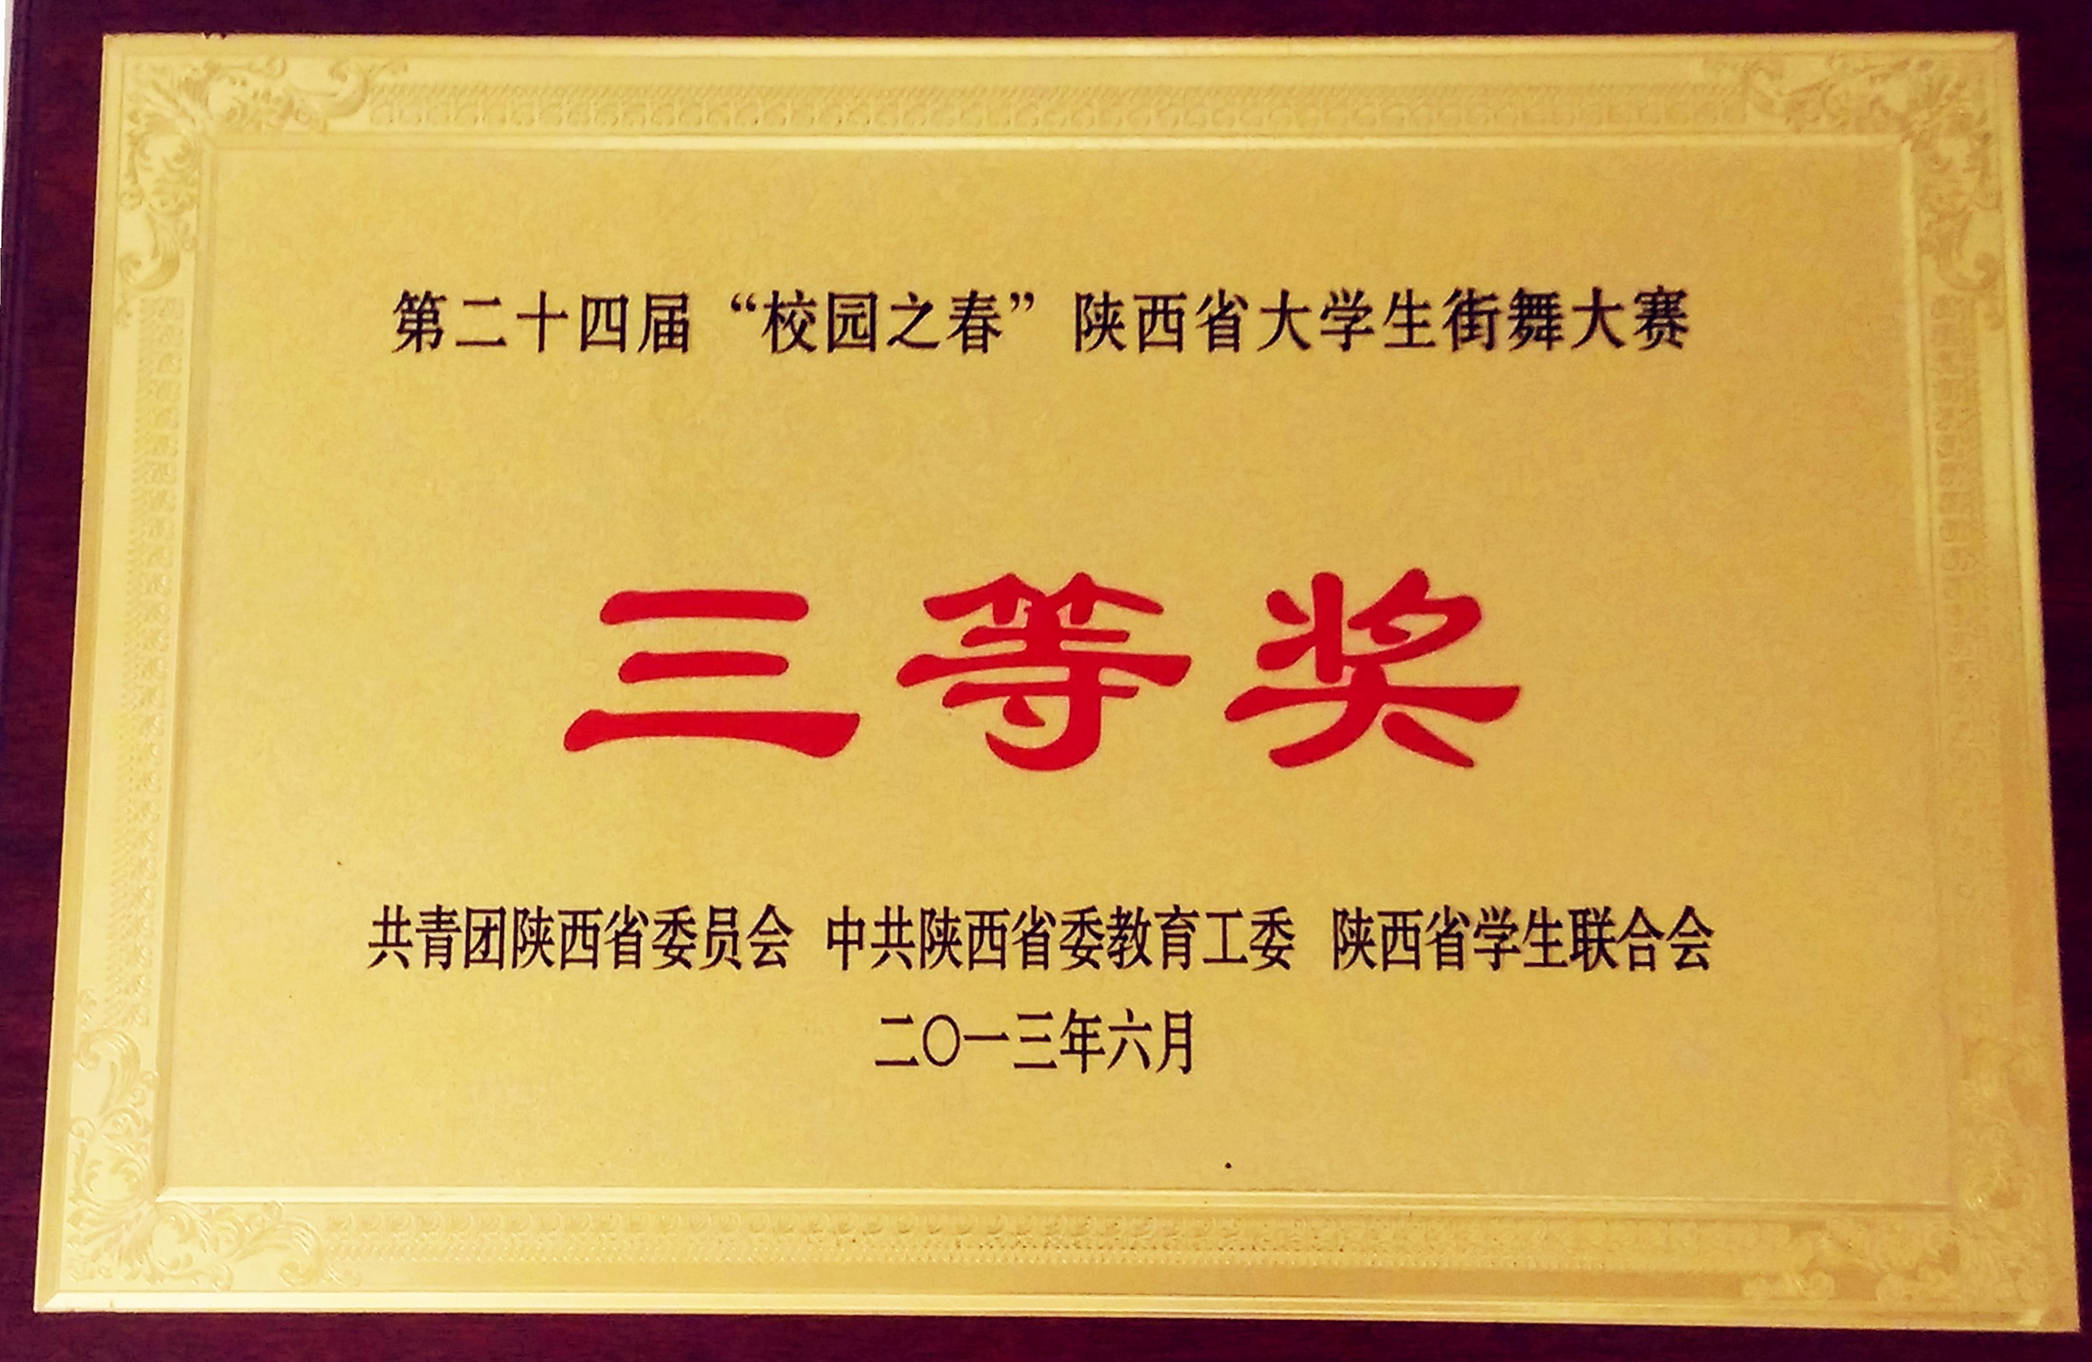 第二十四届“校园之春”陕西省大学生街舞大赛
三等奖
共青团陕西省委员会 中共陕西省委教育工委 陕西省学生联合会
二〇一三年六月